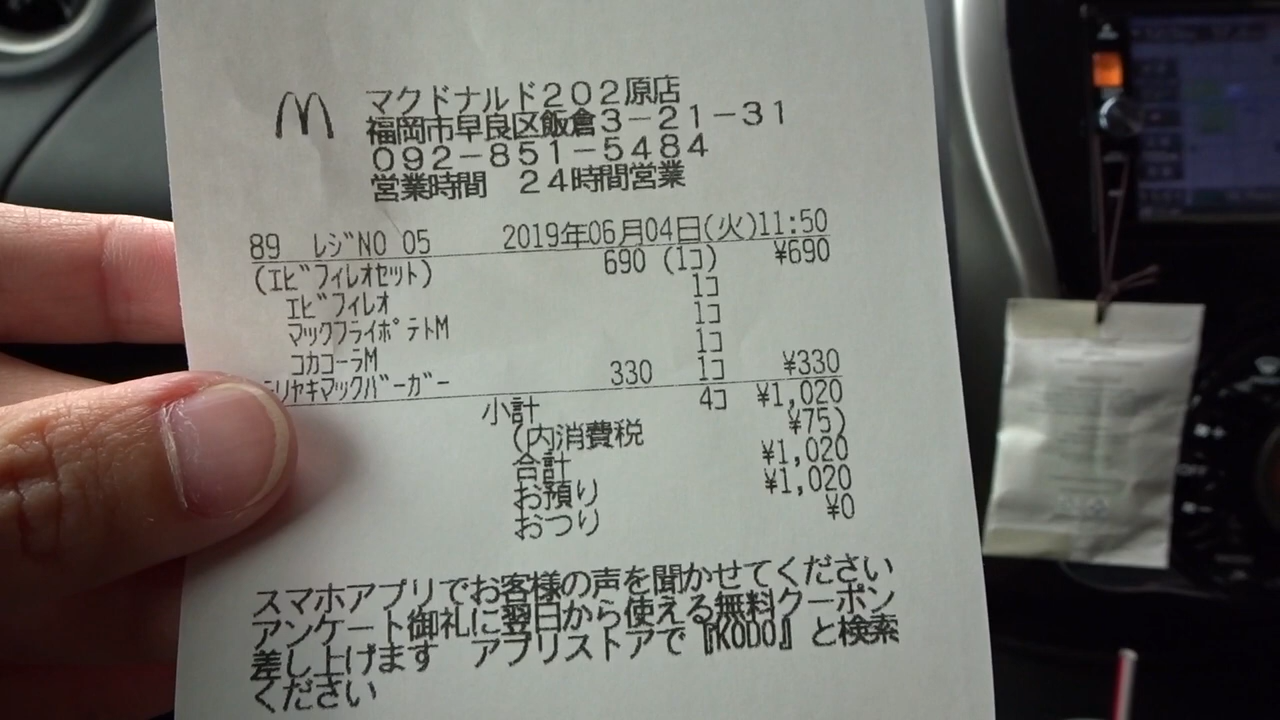 マクドナルド202原店
福岡市早良区飯倉3-21-31
092-851-5484
営業時間 24時間営業
89 レジNO 05 2019年06月04日(火)11:50
(エビフィレオセット) 690 (1コ) ¥690
エビフィレオ 1コ
マックフライポテトM 1コ
コカコーラM 1コ
リヤキマックバーガー 330 1コ ¥330
小計 4コ ¥1,020
(内消費税 ¥75)
合計 ¥1,020
お預り ¥1,020
おつり ¥0
スマホアプリでお客様の声を聞かせてください
アンケート御礼に翌日から使える無料クーポン
差し上げます アプリストアで『KODO』と検索
ください